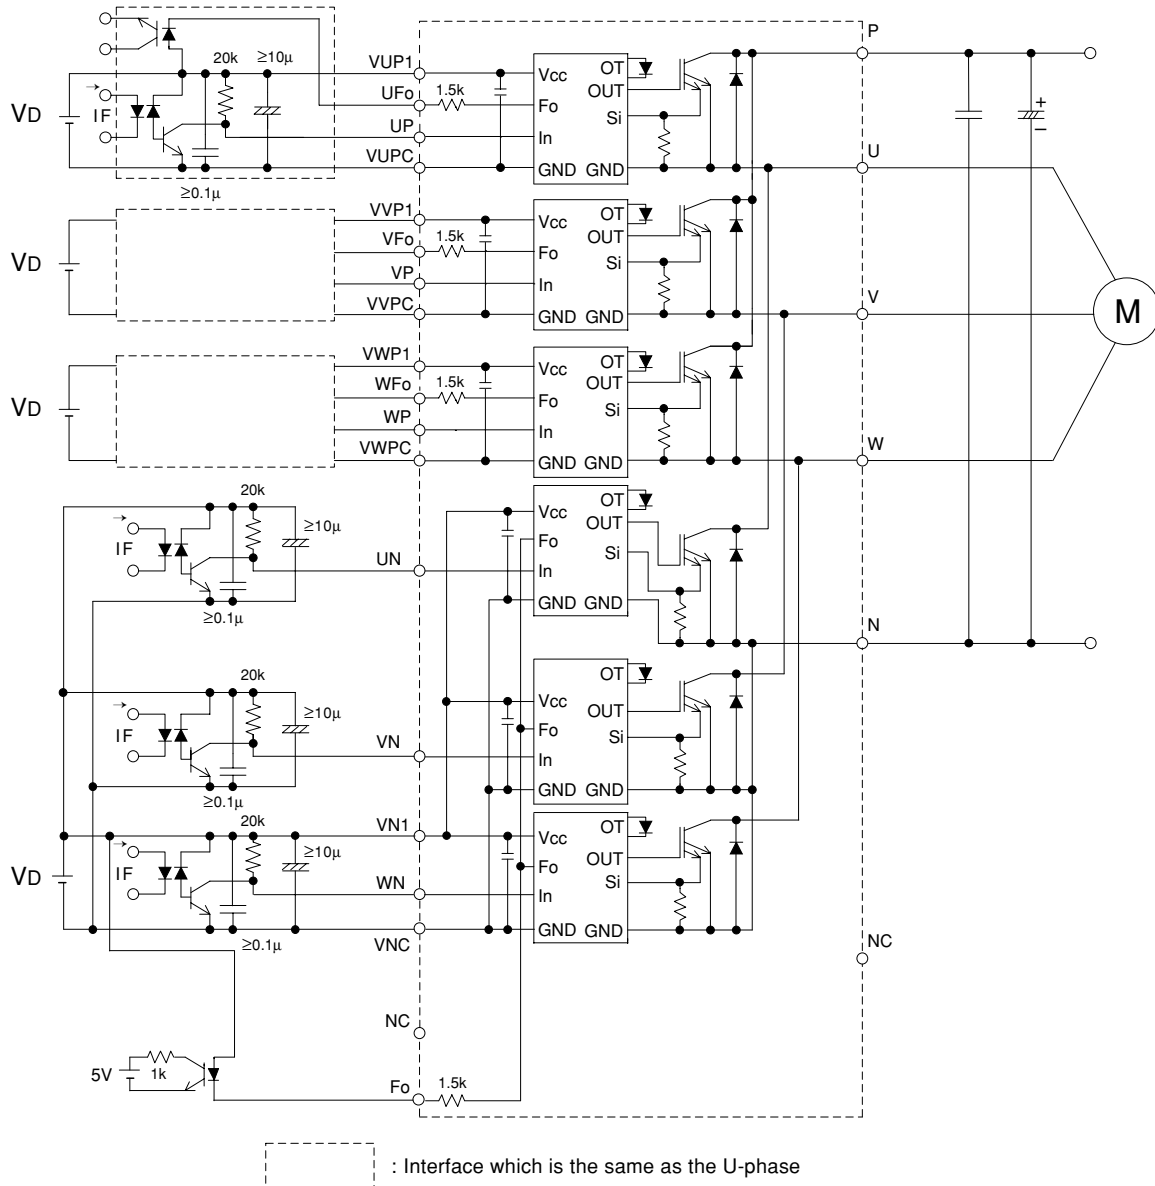 P
20k
≥10µ
VUP1
Vcc
OT
UFo
1.5k
OUT
VD
IF
Fo
Si
UP
In
+
–
VUPC
GND GND
U
≥0.1µ
VVP1
Vcc
OT
VFo
1.5k
OUT
VD
Fo
Si
VP
In
VVPC
GND GND
V
M
VWP1
Vcc
OT
WFo
1.5k
OUT
VD
Fo
Si
WP
In
VWPC
GND GND
W
20k
≥10µ
IF
Vcc
OT
OUT
Fo
Si
UN
In
GND GND
≥0.1µ
N
20k
≥10µ
IF
OT
Vcc
OUT
Fo
Si
VN
In
GND GND
≥0.1µ
20k
VN1
Vcc
OT
≥10µ
IF
OUT
Fo
VD
Si
WN
In
GND GND
≥0.1µ
VNC
NC
NC
5V
1k
Fo
1.5k
: Interface which is the same as the U-phase